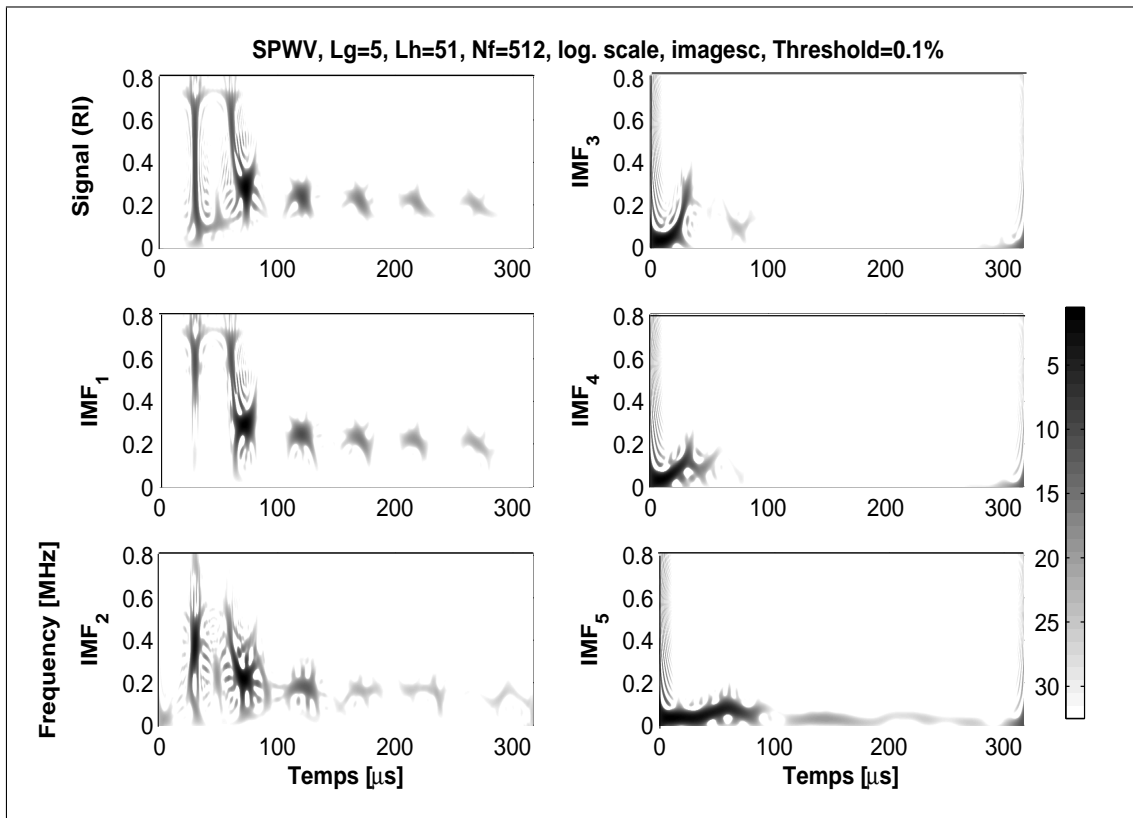 SPWV, Lg=5, Lh=51, Nf=512, log. scale, imagesc, Threshold=0.1%
Signal (RI)
0.8
0.6
0.4
0.2
0
0 100 200 300
IMF3
0.8
0.6
0.4
0.2
0
0 100 200 300
IMF1
0.8
0.6
0.4
0.2
0
0 100 200 300
IMF4
0.8
0.6
0.4
0.2
0
0 100 200 300
Frequency [MHz]
IMF2
0.8
0.6
0.4
0.2
0
0 100 200 300
Temps [μs]
IMF5
0.8
0.6
0.4
0.2
0
0 100 200 300
Temps [μs]
5
10
15
20
25
30